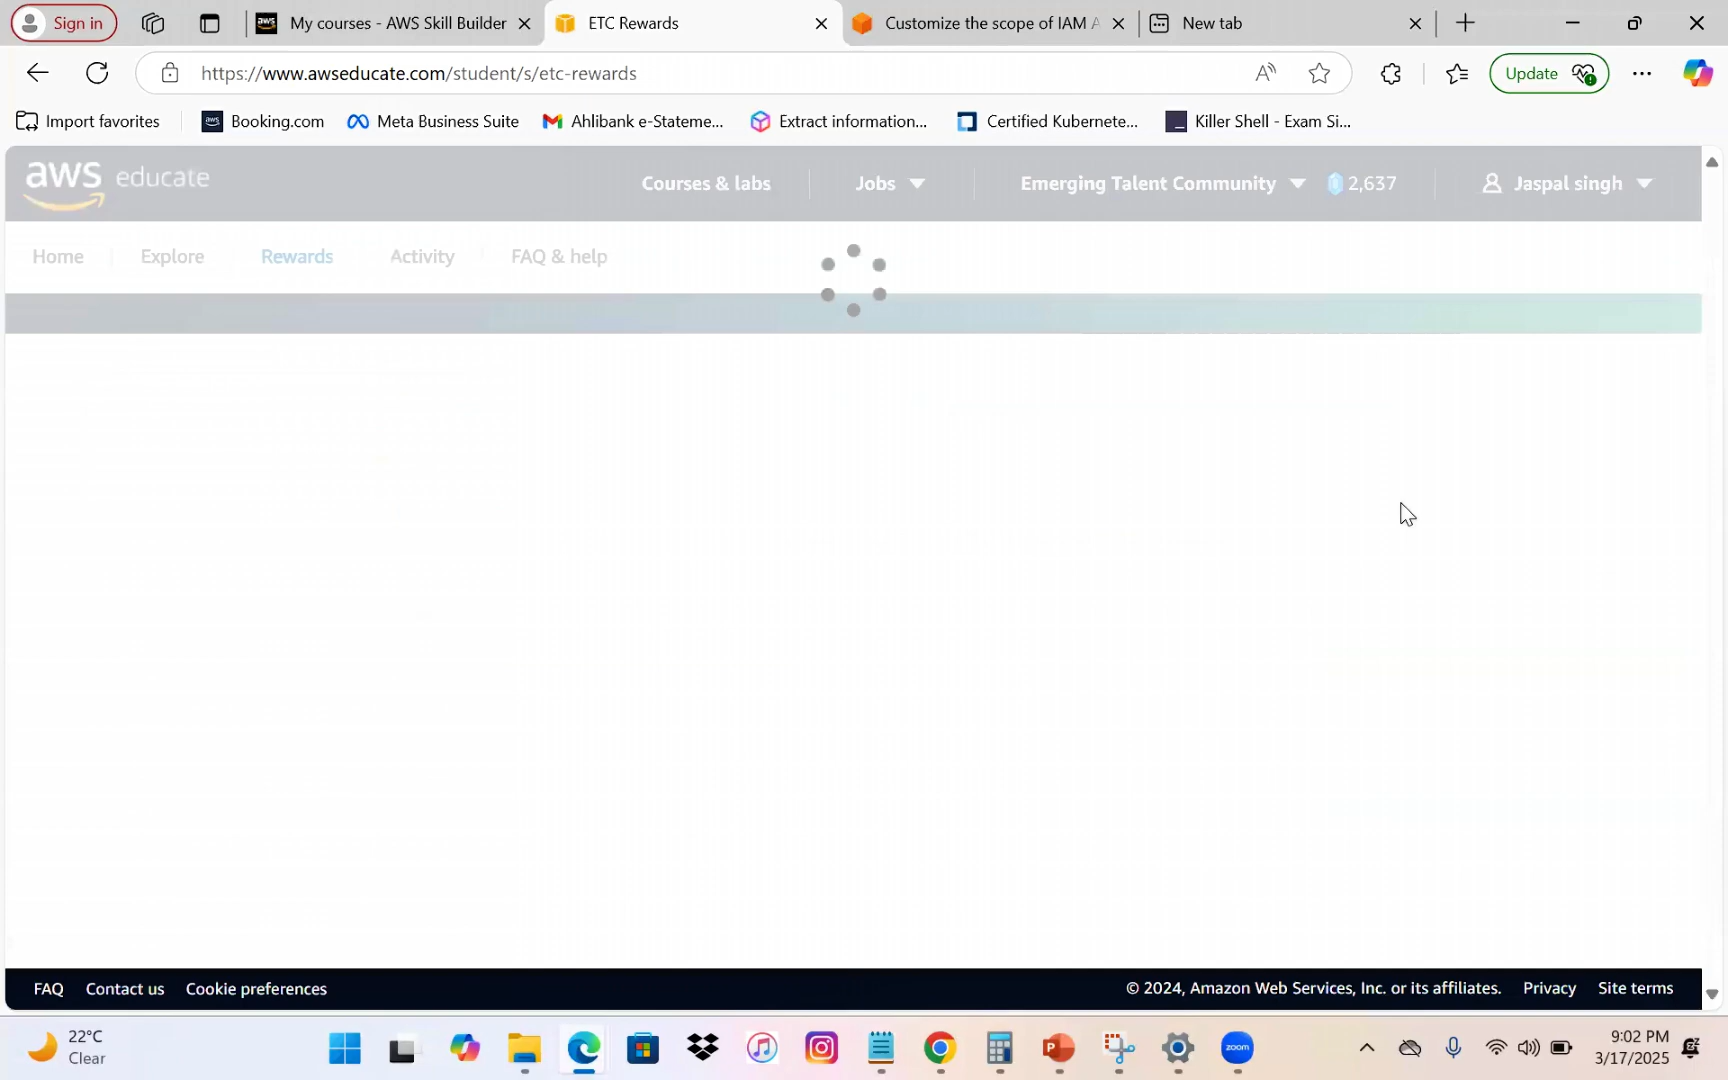 Sign in
My courses - AWS Skill Builder
ETC Rewards
Customize the scope of IAM A
New tab
https://www.awseducate.com/student/s/etc-rewards
Update
Import favorites
aws
Booking.com
Meta Business Suite
Ahlibank e-Stateme...
Extract information...
Certified Kubernete...
Killer Shell - Exam Si...
aws educate
Courses & labs
Jobs
Emerging Talent Community
2,637
Jaspal singh
Home
Explore
Rewards
Activity
FAQ & help
FAQ
Contact us
Cookie preferences
© 2024, Amazon Web Services, Inc. or its affiliates.
Privacy
Site terms
22°C
Clear
zoom
9:02 PM
3/17/2025